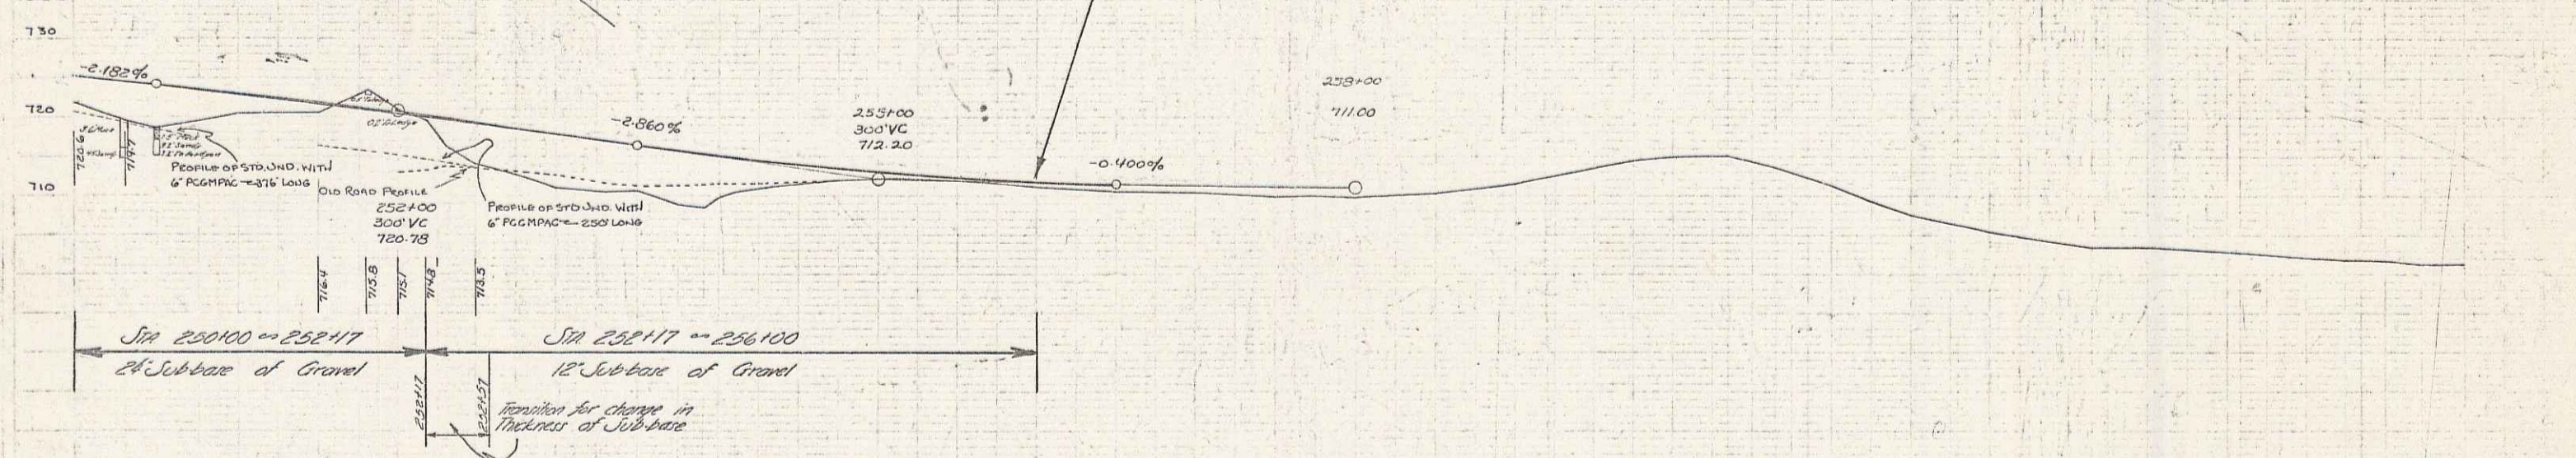 730
-2.182%
720
710
720.6
719.7
PROFILE OF STD. UND. WITH
6" PCGMPAC 376' LONG
OLD ROAD PROFILE
252+00
300' VC
720.78
PROFILE OF STD UND. WITH
6" PCGMPAC 250' LONG
-2.860%
255+00
300' VC
712.20
-0.400%
258+00
711.00
716.4
715.8
715.1
714.8
713.5
STA 250+00 252+17
24" Sub-base of Gravel
STA 252+17 256+00
12" Sub-base of Gravel
252+17
252+57
Transition for change in
Thickness of Sub-base